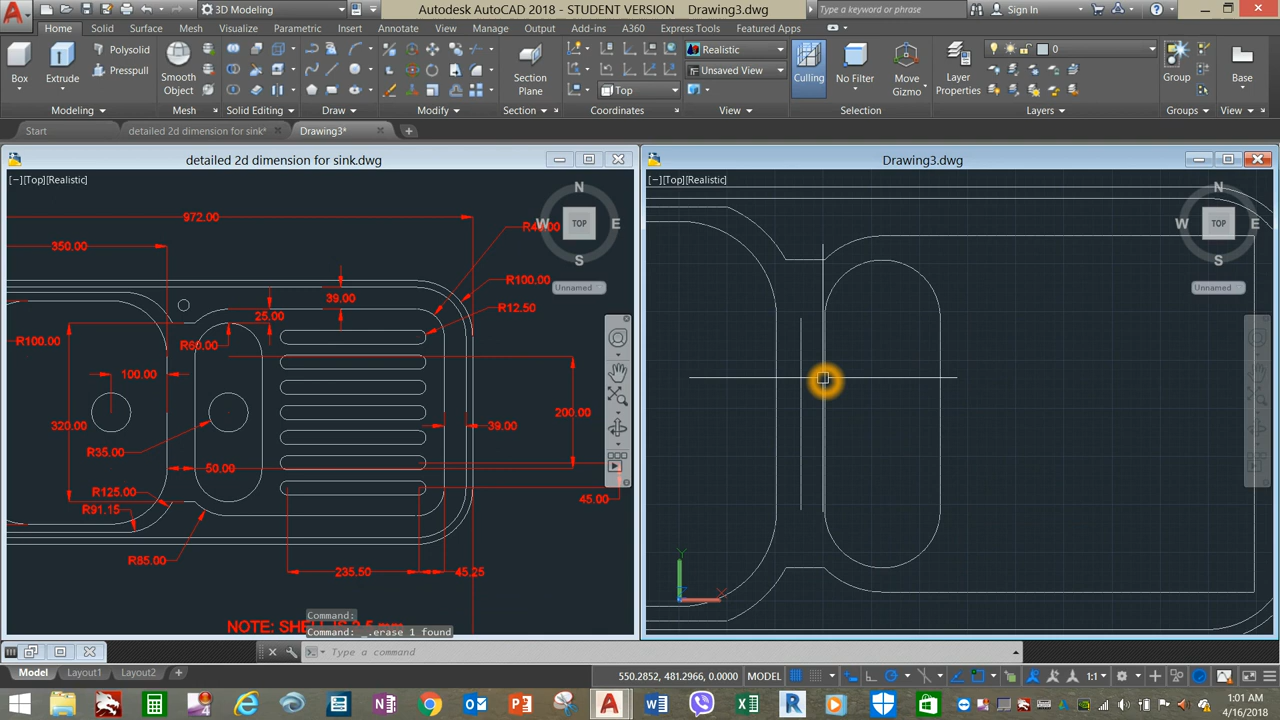 3D Modeling
Autodesk AutoCAD 2018 - STUDENT VERSION Drawing3.dwg
Type a keyword or phrase
Sign In
Home Solid Surface Mesh Visualize Parametric Insert Annotate View Manage Output Add-ins A360 Express Tools Featured Apps
Box
Extrude
Polysolid
Presspull
Smooth Object
Section Plane
Top
Realistic
Unsaved View
Culling
No Filter
Move Gizmo
Layer Properties
0
Group
Base
Modeling Mesh Solid Editing Draw Modify Section Coordinates View Selection Layers Groups View
Start detailed 2d dimension for sink* Drawing3*
detailed 2d dimension for sink.dwg
Drawing3.dwg
[−][Top][Realistic]
[−][Top][Realistic]
N
W TOP E
S
Unnamed
N
W TOP E
S
Unnamed
972.00
350.00
39.00
25.00
R100.00
R12.50
R100.00
R60.00
100.00
320.00
R35.00
200.00
39.00
50.00
R125.00
R91.15
45.00
R85.00
235.50
45.25
Command:
Command: _.erase 1 found
Y
X
Type a command
Model Layout1 Layout2
550.2852, 481.2966, 0.0000 MODEL
1:1
1:01 AM
4/16/2018